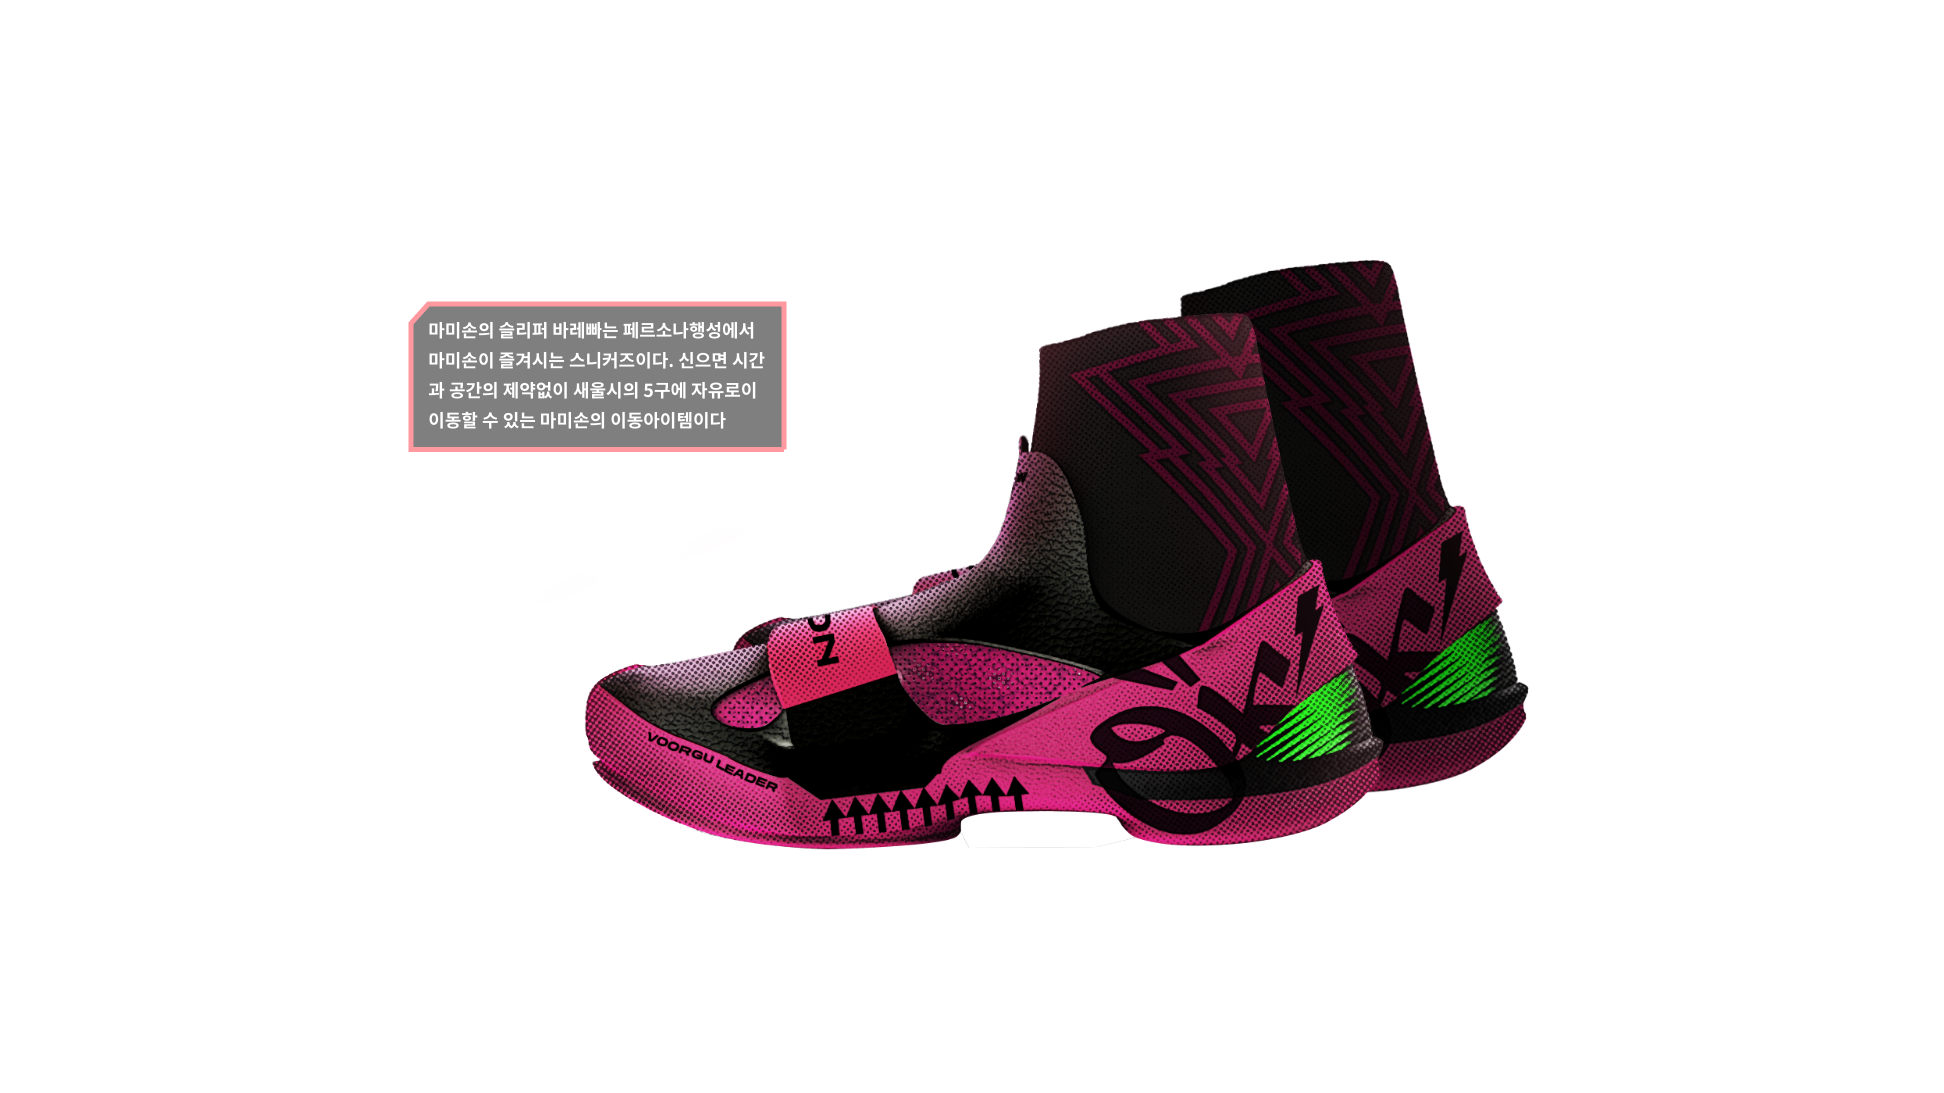 마미손의 슬리퍼 바레빠는 페르소나행성에서
마미손이 즐겨시는 스니커즈이다. 신으면 시간
과 공간의 제약없이 새울시의 5구에 자유로이
이동할 수 있는 마미손의 이동아이템이다
ON
VOORGU LEADER